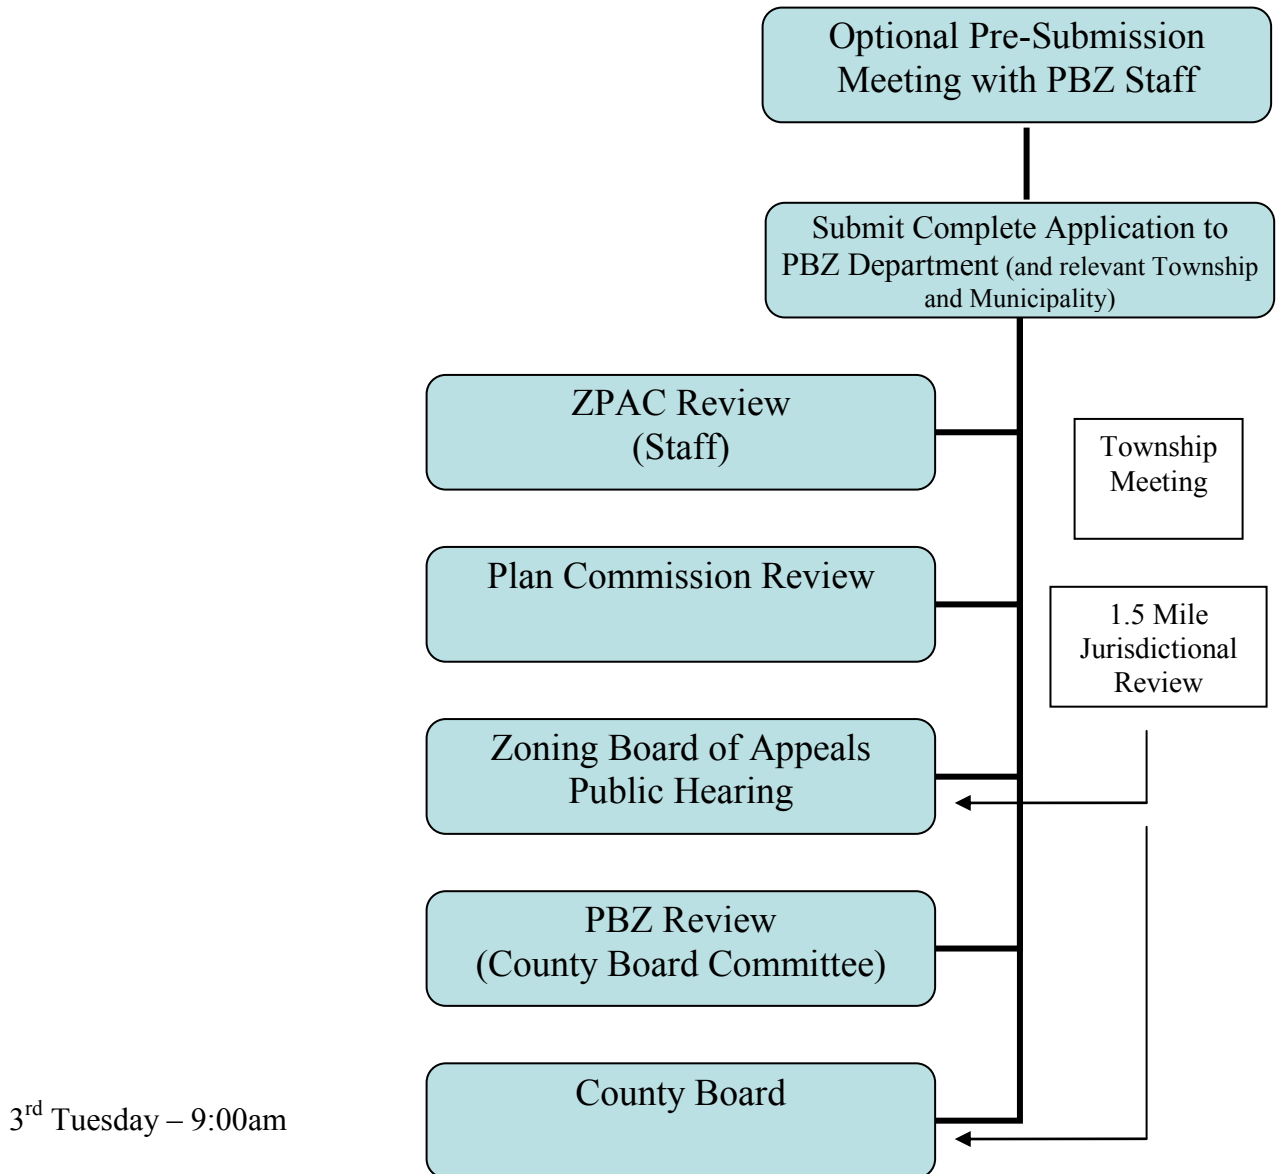 Optional Pre-Submission
Meeting with PBZ Staff
Submit Complete Application to
PBZ Department (and relevant Township
and Municipality)
ZPAC Review
(Staff)
Township
Meeting
Plan Commission Review
1.5 Mile
Jurisdictional
Review
Zoning Board of Appeals
Public Hearing
PBZ Review
(County Board Committee)
County Board
3rd Tuesday – 9:00am